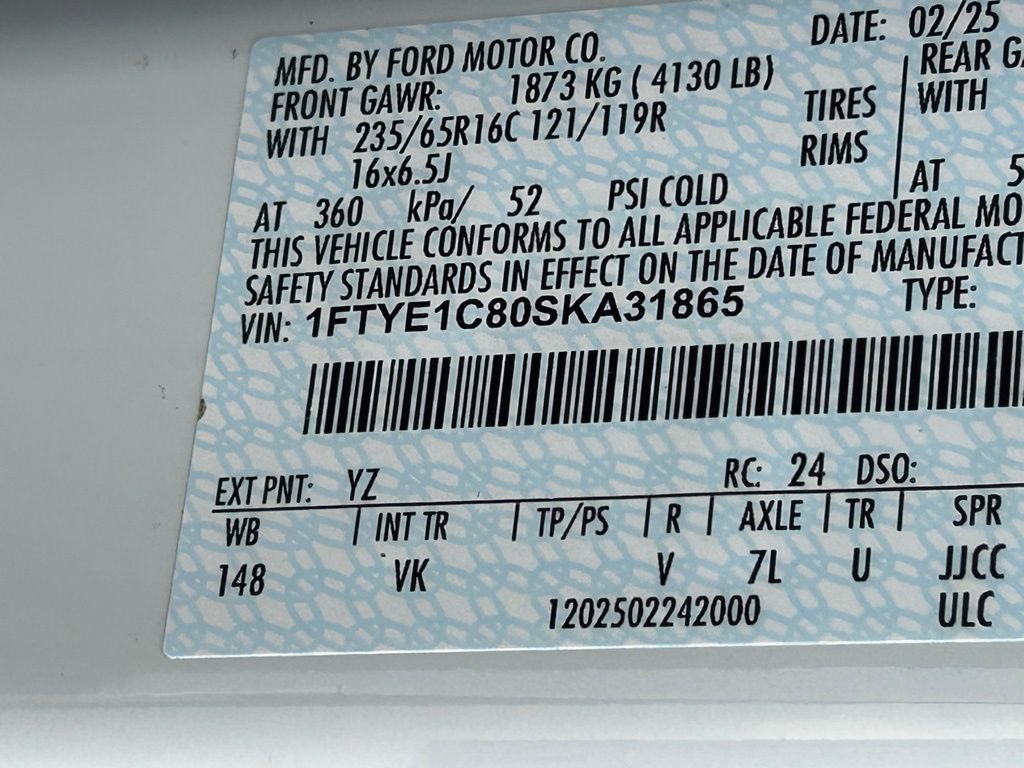 MFD. BY FORD MOTOR CO. DATE: 02/25
FRONT GAWR: 1873 KG ( 4130 LB) REAR
WITH 235/65R16C 121/119R TIRES WITH
16x6.5J RIMS
AT 360 kPa/ 52 PSI COLD AT 5
THIS VEHICLE CONFORMS TO ALL APPLICABLE FEDERAL MO
SAFETY STANDARDS IN EFFECT ON THE DATE OF MANUFACT
VIN: 1FTYE1C80SKA31865 TYPE:
EXT PNT: YZ RC: 24 DSO:
WB INT TR TP/PS R AXLE TR SPR
148 VK V 7L U JJCC
1202502242000 ULC